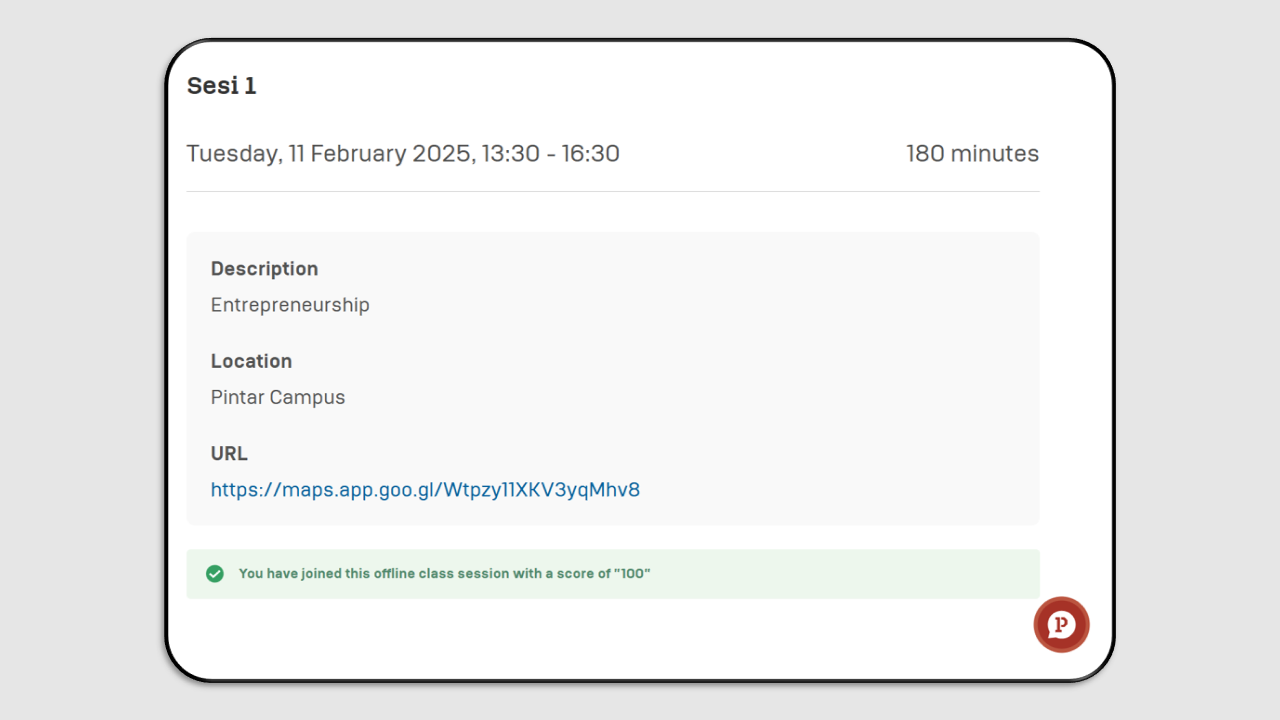 Sesi 1
Tuesday, 11 February 2025, 13:30 - 16:30
180 minutes
Description
Entrepreneurship
Location
Pintar Campus
URL
https://maps.app.goo.gl/Wtpzy11XKV3yqMhv8
You have joined this offline class session with a score of "100"
P